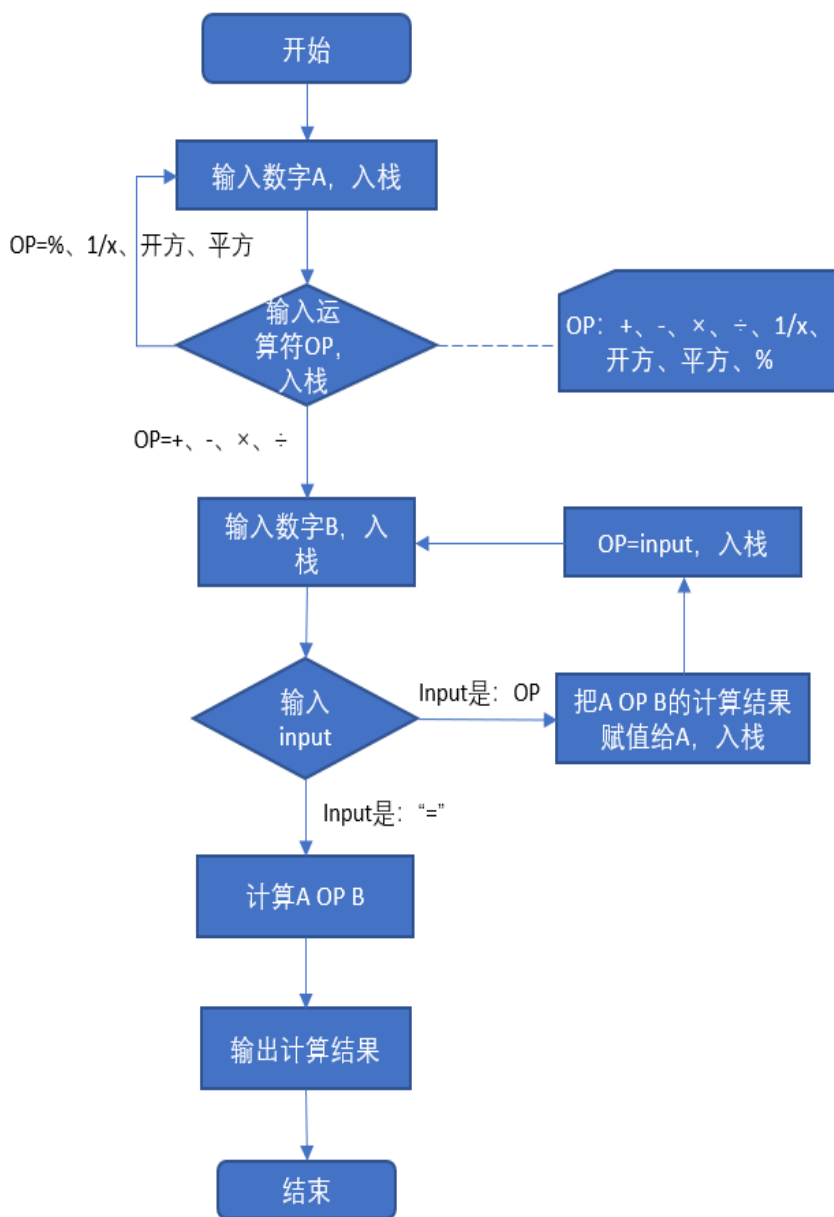 开始
输入数字A，入栈
OP=%、1/x、开方、平方
输入运
算符OP，
入栈
OP：+、-、×、÷、1/x、
开方、平方、%
OP=+、-、×、÷
输入数字B，入
栈
OP=input，入栈
输入
input
Input是：OP
把A OP B的计算结果
赋值给A，入栈
Input是：“=”
计算A OP B
输出计算结果
结束